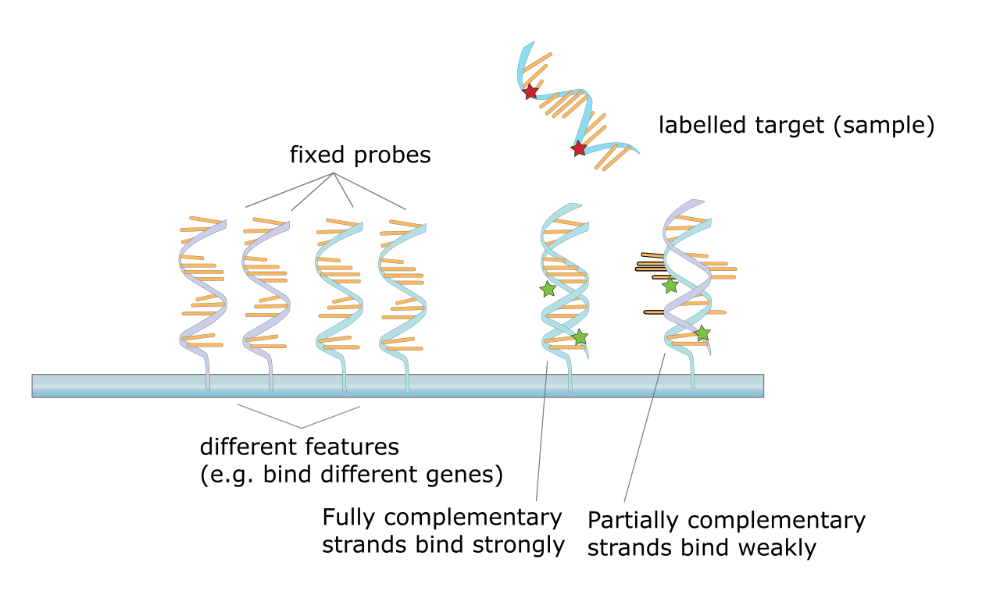 labelled target (sample)
fixed probes
different features
(e.g. bind different genes)
Fully complementary
strands bind strongly
Partially complementary
strands bind weakly